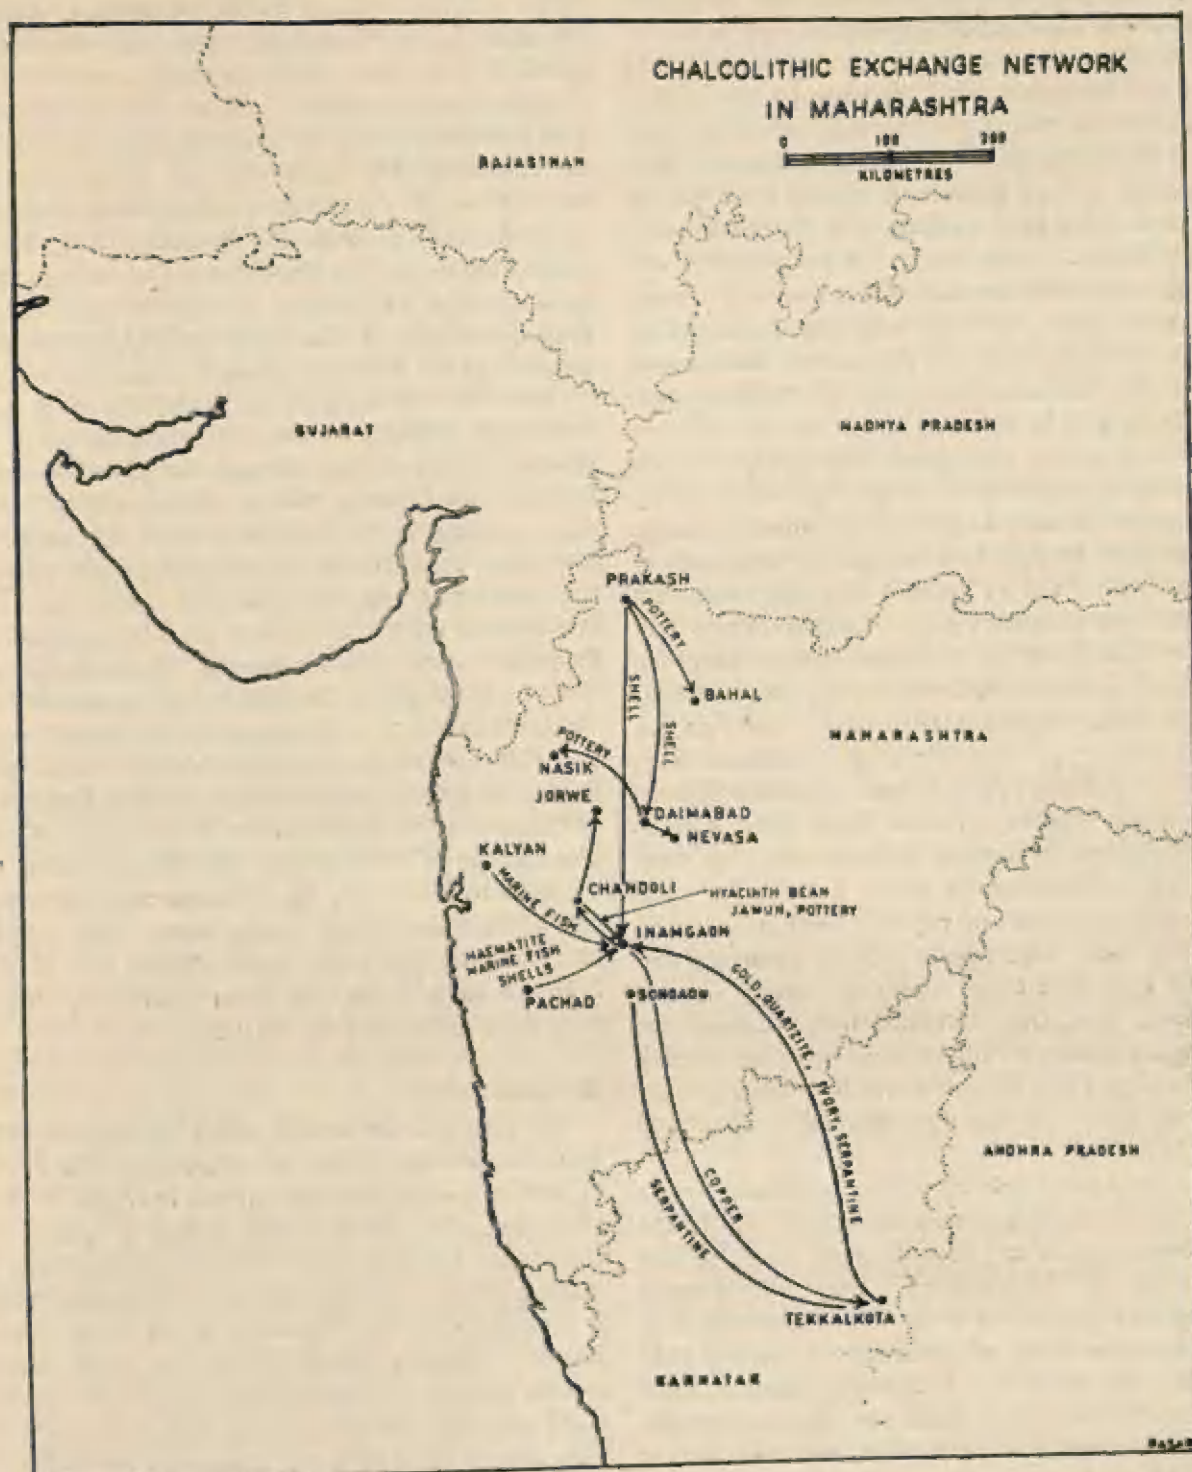 CHALCOLITHIC EXCHANGE NETWORK
IN MAHARASHTRA
0 100 200
KILOMETRES
RAJASTHAN
GUJARAT
MADHYA PRADESH
PRAKASH
POTTERY
SHELL
SHELL
BAHAL
MAHARASHTRA
POTTERY
NASIK
JORWE
DAIMABAD
NEVASA
KALYAN
MARINE FISH
CHANDOLI
HYACINTH BEAN
JAMUN, POTTERY
INAMGAON
HAEMATITE
MARINE FISH
SHELLS
PACHAD
SONGAON
GOLD, QUARTZITE, IVORY, SERPANTINE
ANDHRA PRADESH
COPPER
SERPANTINE
TEKKALKOTA
KARNATAK